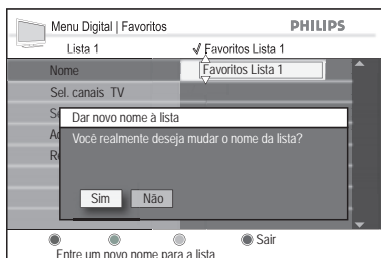 Menu Digital | Favoritos
PHILIPS
Lista 1
Favoritos Lista 1
Nome
Favoritos Lista 1
Sel. canais TV
Dar novo nome à lista
Você realmente deseja mudar o nome da lista?
Sim
Não
Sair
Entre um novo nome para a lista